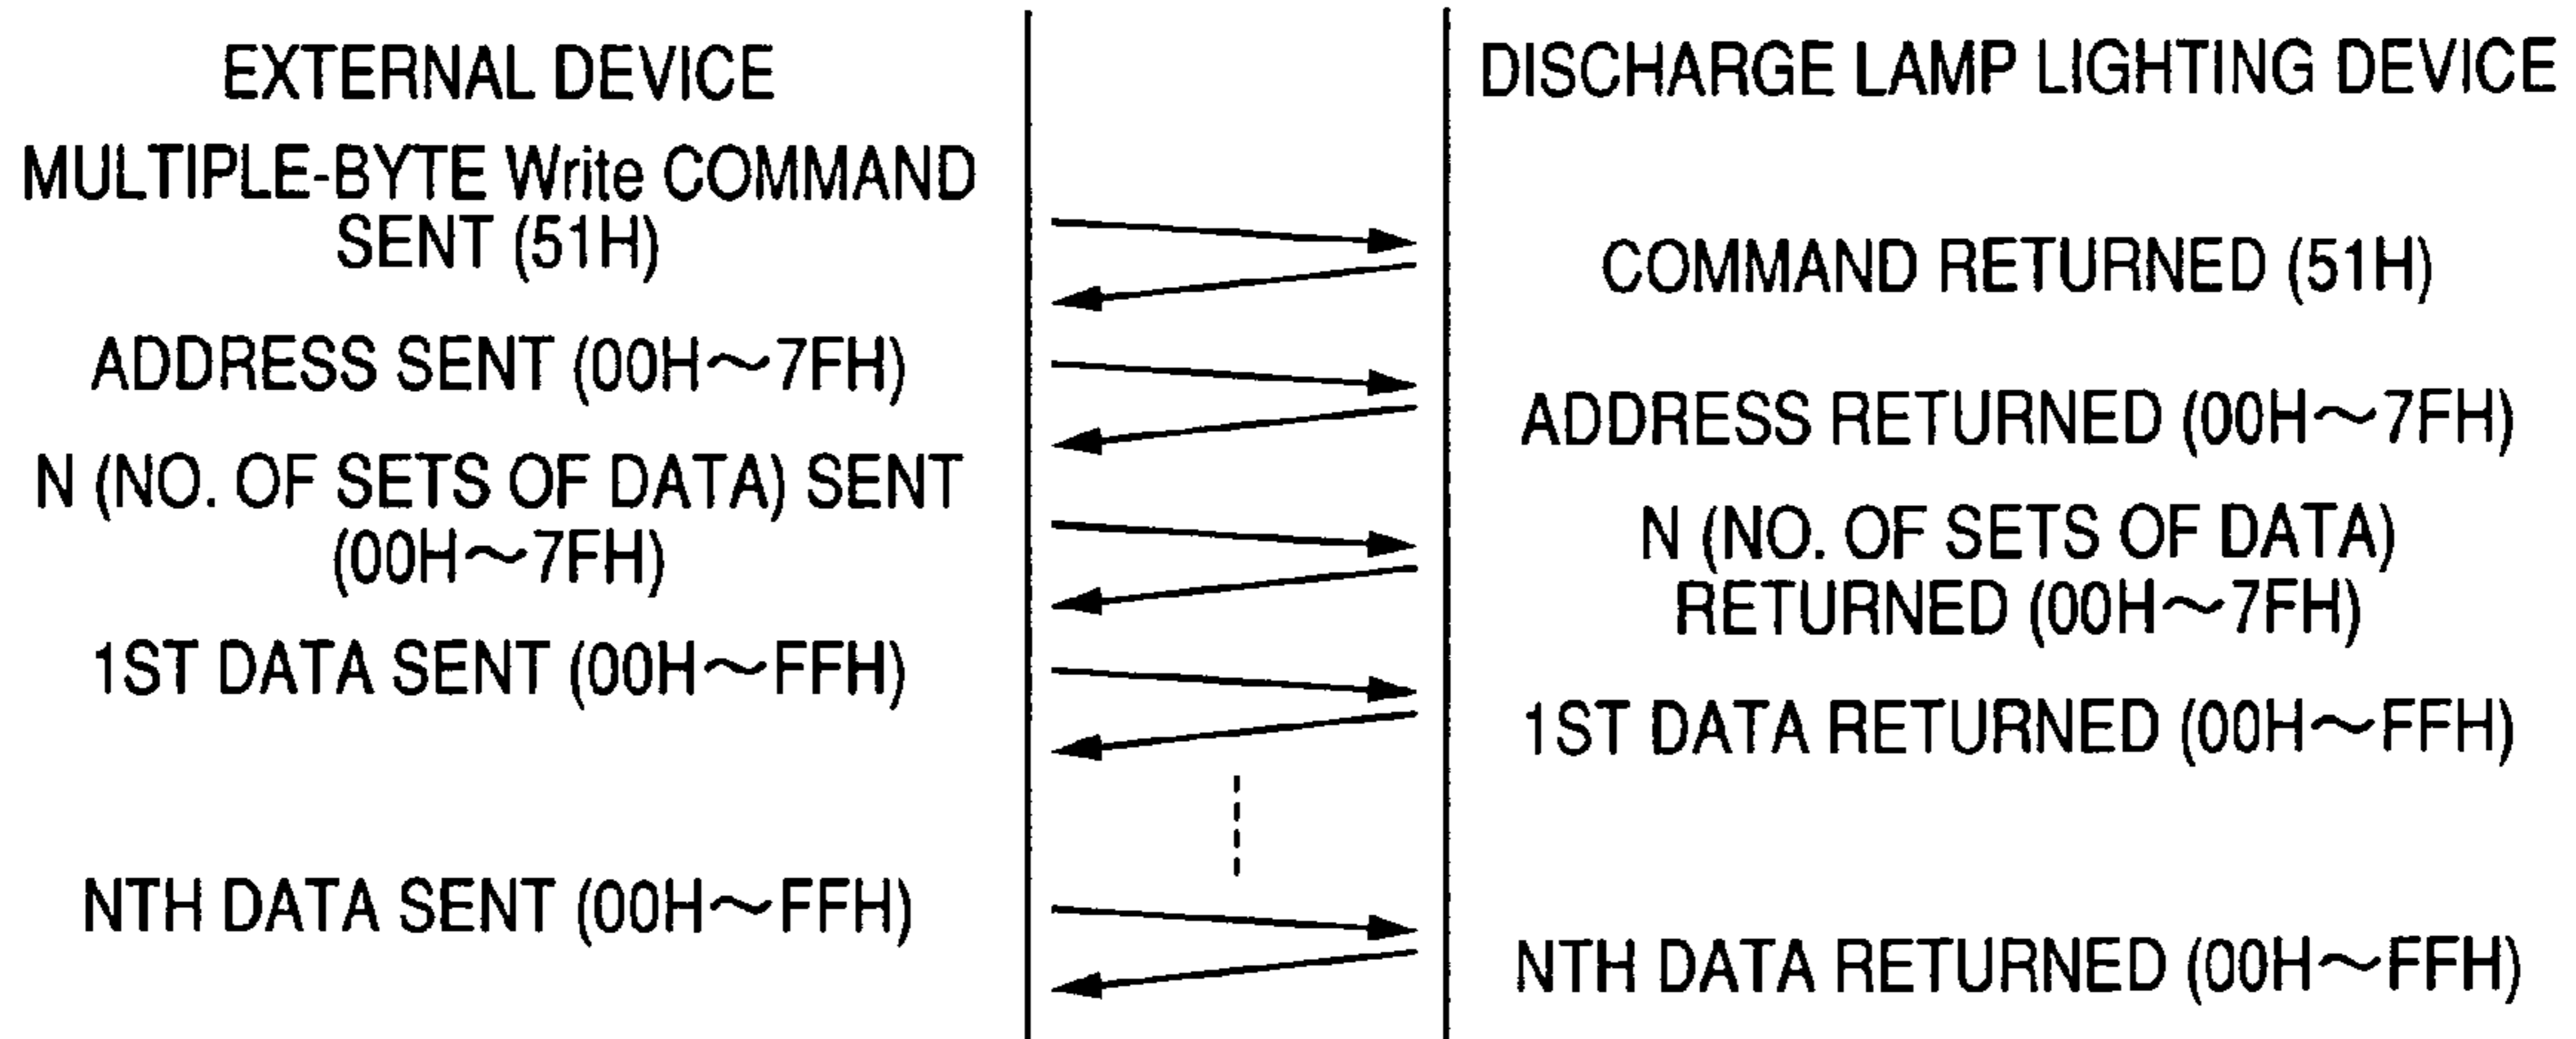 EXTERNAL DEVICE
DISCHARGE LAMP LIGHTING DEVICE
MULTIPLE-BYTE Write COMMAND
SENT (51H)
COMMAND RETURNED (51H)
ADDRESS SENT (00H～7FH)
ADDRESS RETURNED (00H～7FH)
N (NO. OF SETS OF DATA) SENT
(00H～7FH)
N (NO. OF SETS OF DATA)
RETURNED (00H～7FH)
1ST DATA SENT (00H～FFH)
1ST DATA RETURNED (00H～FFH)
NTH DATA SENT (00H～FFH)
NTH DATA RETURNED (00H～FFH)